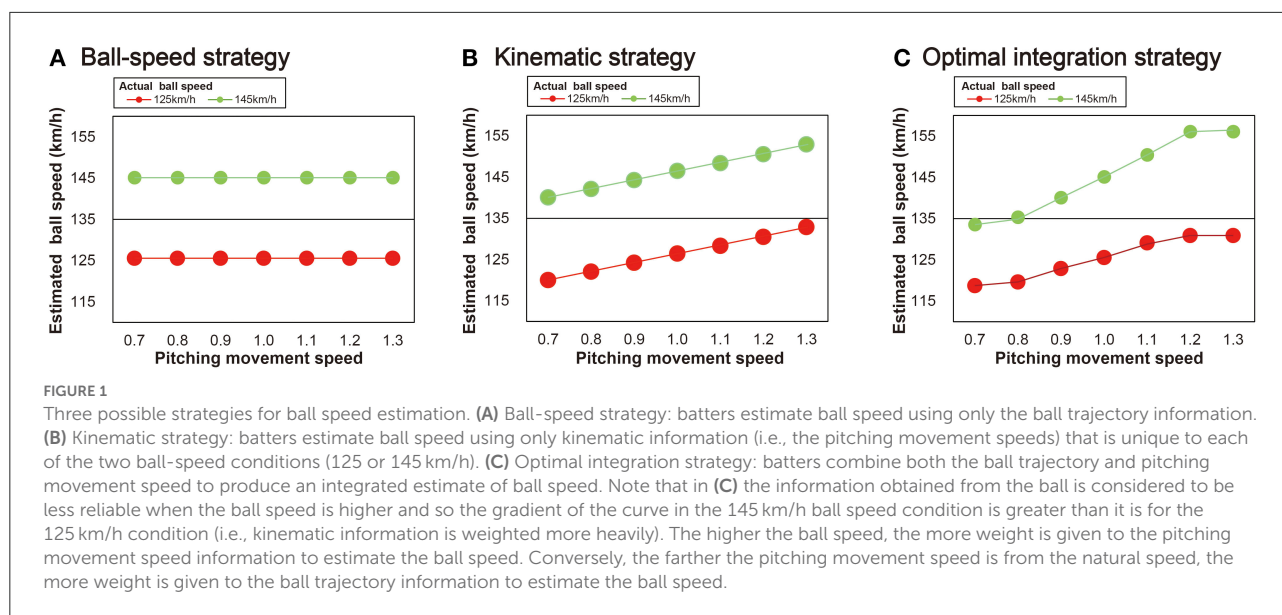 A Ball-speed strategy
Actual ball speed
125km/h 145km/h
Estimated ball speed (km/h)
155
145
135
125
115
0.7 0.8 0.9 1.0 1.1 1.2 1.3
Pitching movement speed
B Kinematic strategy
Actual ball speed
125km/h 145km/h
Estimated ball speed (km/h)
155
145
135
125
115
0.7 0.8 0.9 1.0 1.1 1.2 1.3
Pitching movement speed
C Optimal integration strategy
Actual ball speed
125km/h 145km/h
Estimated ball speed (km/h)
155
145
135
125
115
0.7 0.8 0.9 1.0 1.1 1.2 1.3
Pitching movement speed
FIGURE 1
Three possible strategies for ball speed estimation. (A) Ball-speed strategy: batters estimate ball speed using only the ball trajectory information.
(B) Kinematic strategy: batters estimate ball speed using only kinematic information (i.e., the pitching movement speeds) that is unique to each
of the two ball-speed conditions (125 or 145 km/h). (C) Optimal integration strategy: batters combine both the ball trajectory and pitching
movement speed to produce an integrated estimate of ball speed. Note that in (C) the information obtained from the ball is considered to be
less reliable when the ball speed is higher and so the gradient of the curve in the 145 km/h ball speed condition is greater than it is for the
125 km/h condition (i.e., kinematic information is weighted more heavily). The higher the ball speed, the more weight is given to the pitching
movement speed information to estimate the ball speed. Conversely, the farther the pitching movement speed is from the natural speed, the
more weight is given to the ball trajectory information to estimate the ball speed.